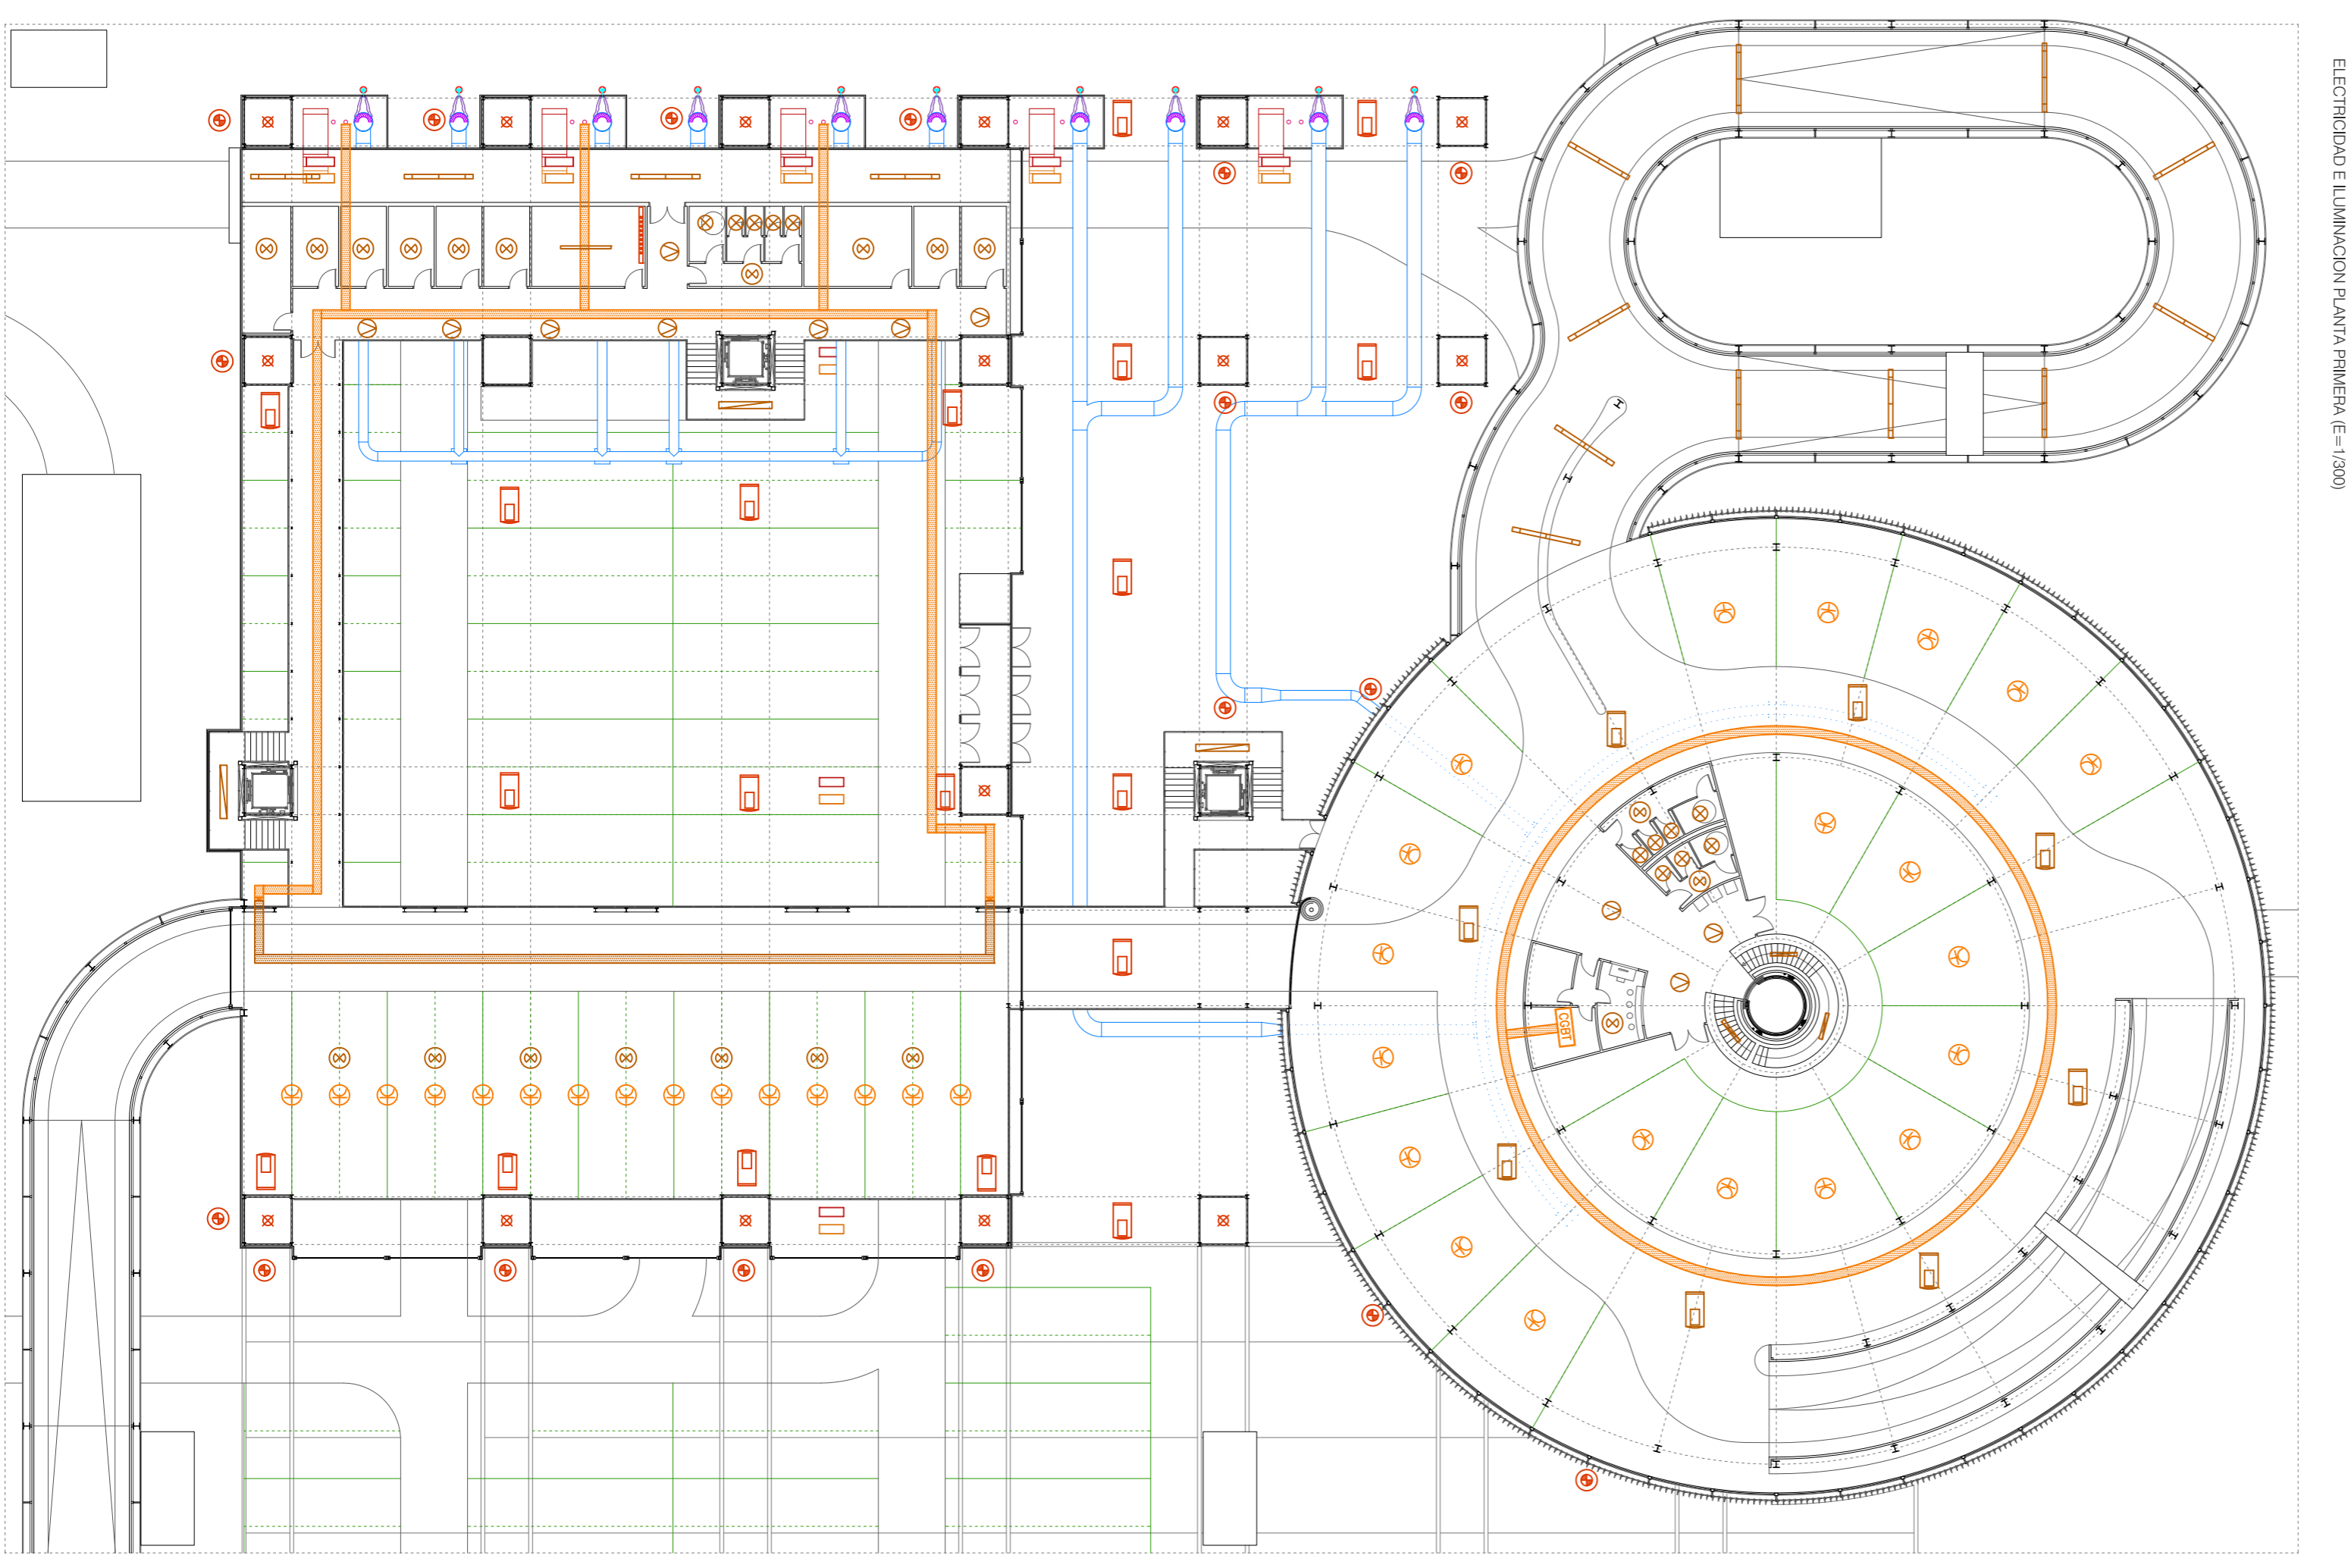 ELECTRICIDAD E ILUMINACION PLANTA PRIMERA (E=1/300)
CGBT